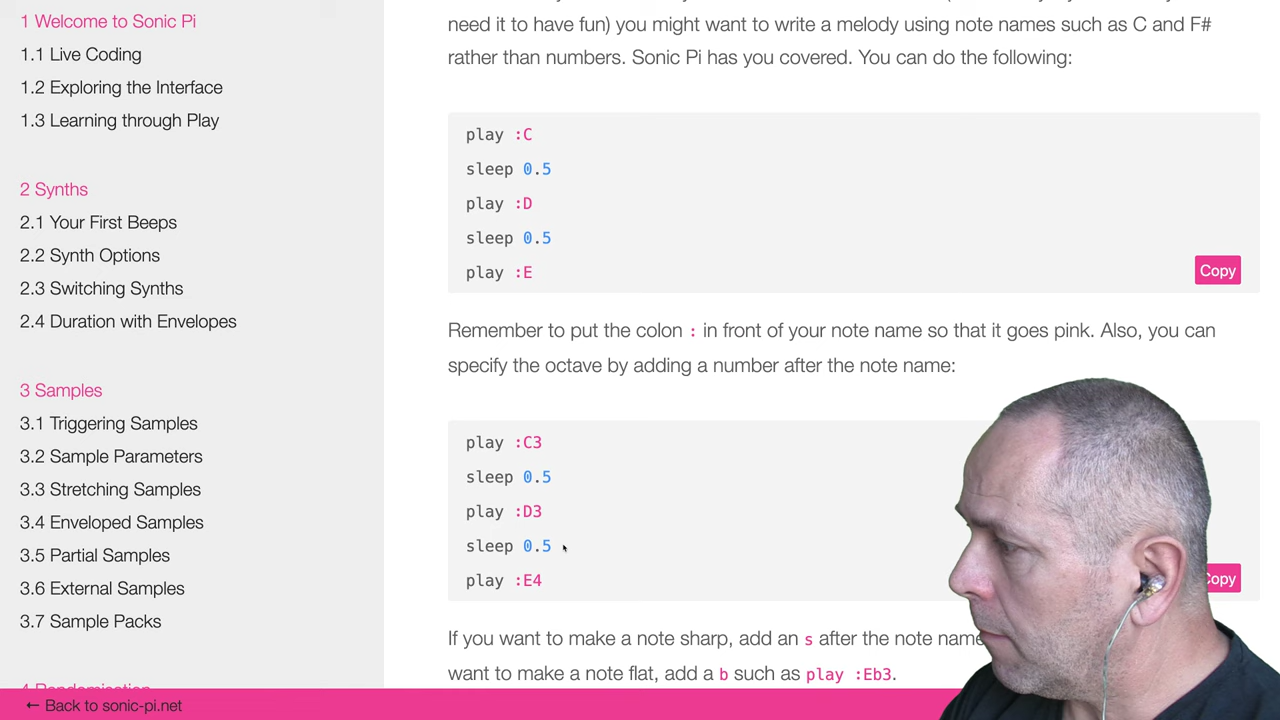 1 Welcome to Sonic Pi
1.1 Live Coding
1.2 Exploring the Interface
1.3 Learning through Play
2 Synths
2.1 Your First Beeps
2.2 Synth Options
2.3 Switching Synths
2.4 Duration with Envelopes
3 Samples
3.1 Triggering Samples
3.2 Sample Parameters
3.3 Stretching Samples
3.4 Enveloped Samples
3.5 Partial Samples
3.6 External Samples
3.7 Sample Packs
← Back to sonic-pi.net
need it to have fun) you might want to write a melody using note names such as C and F#
rather than numbers. Sonic Pi has you covered. You can do the following:
play :C
sleep 0.5
play :D
sleep 0.5
play :E
Copy
Remember to put the colon : in front of your note name so that it goes pink. Also, you can
specify the octave by adding a number after the note name:
play :C3
sleep 0.5
play :D3
sleep 0.5
play :E4
Copy
If you want to make a note sharp, add an s after the note name
want to make a note flat, add a b such as play :Eb3.